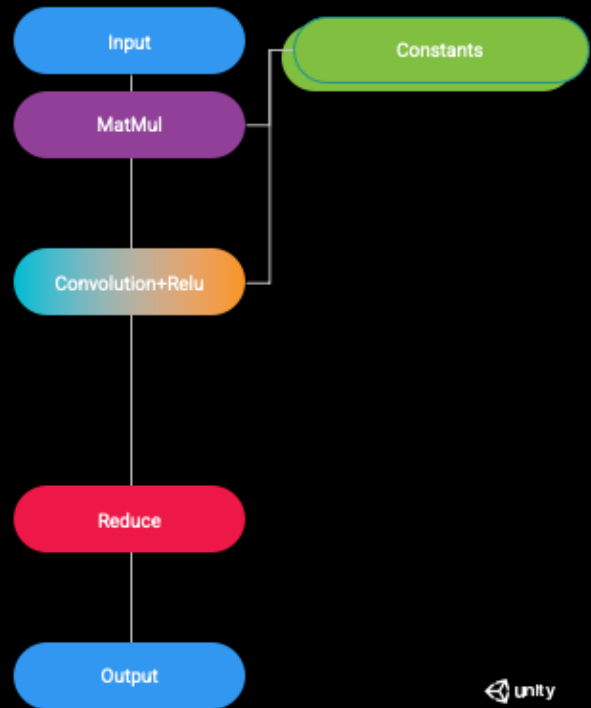 Input
Constants
MatMul
Convolution+Relu
Reduce
Output
unity